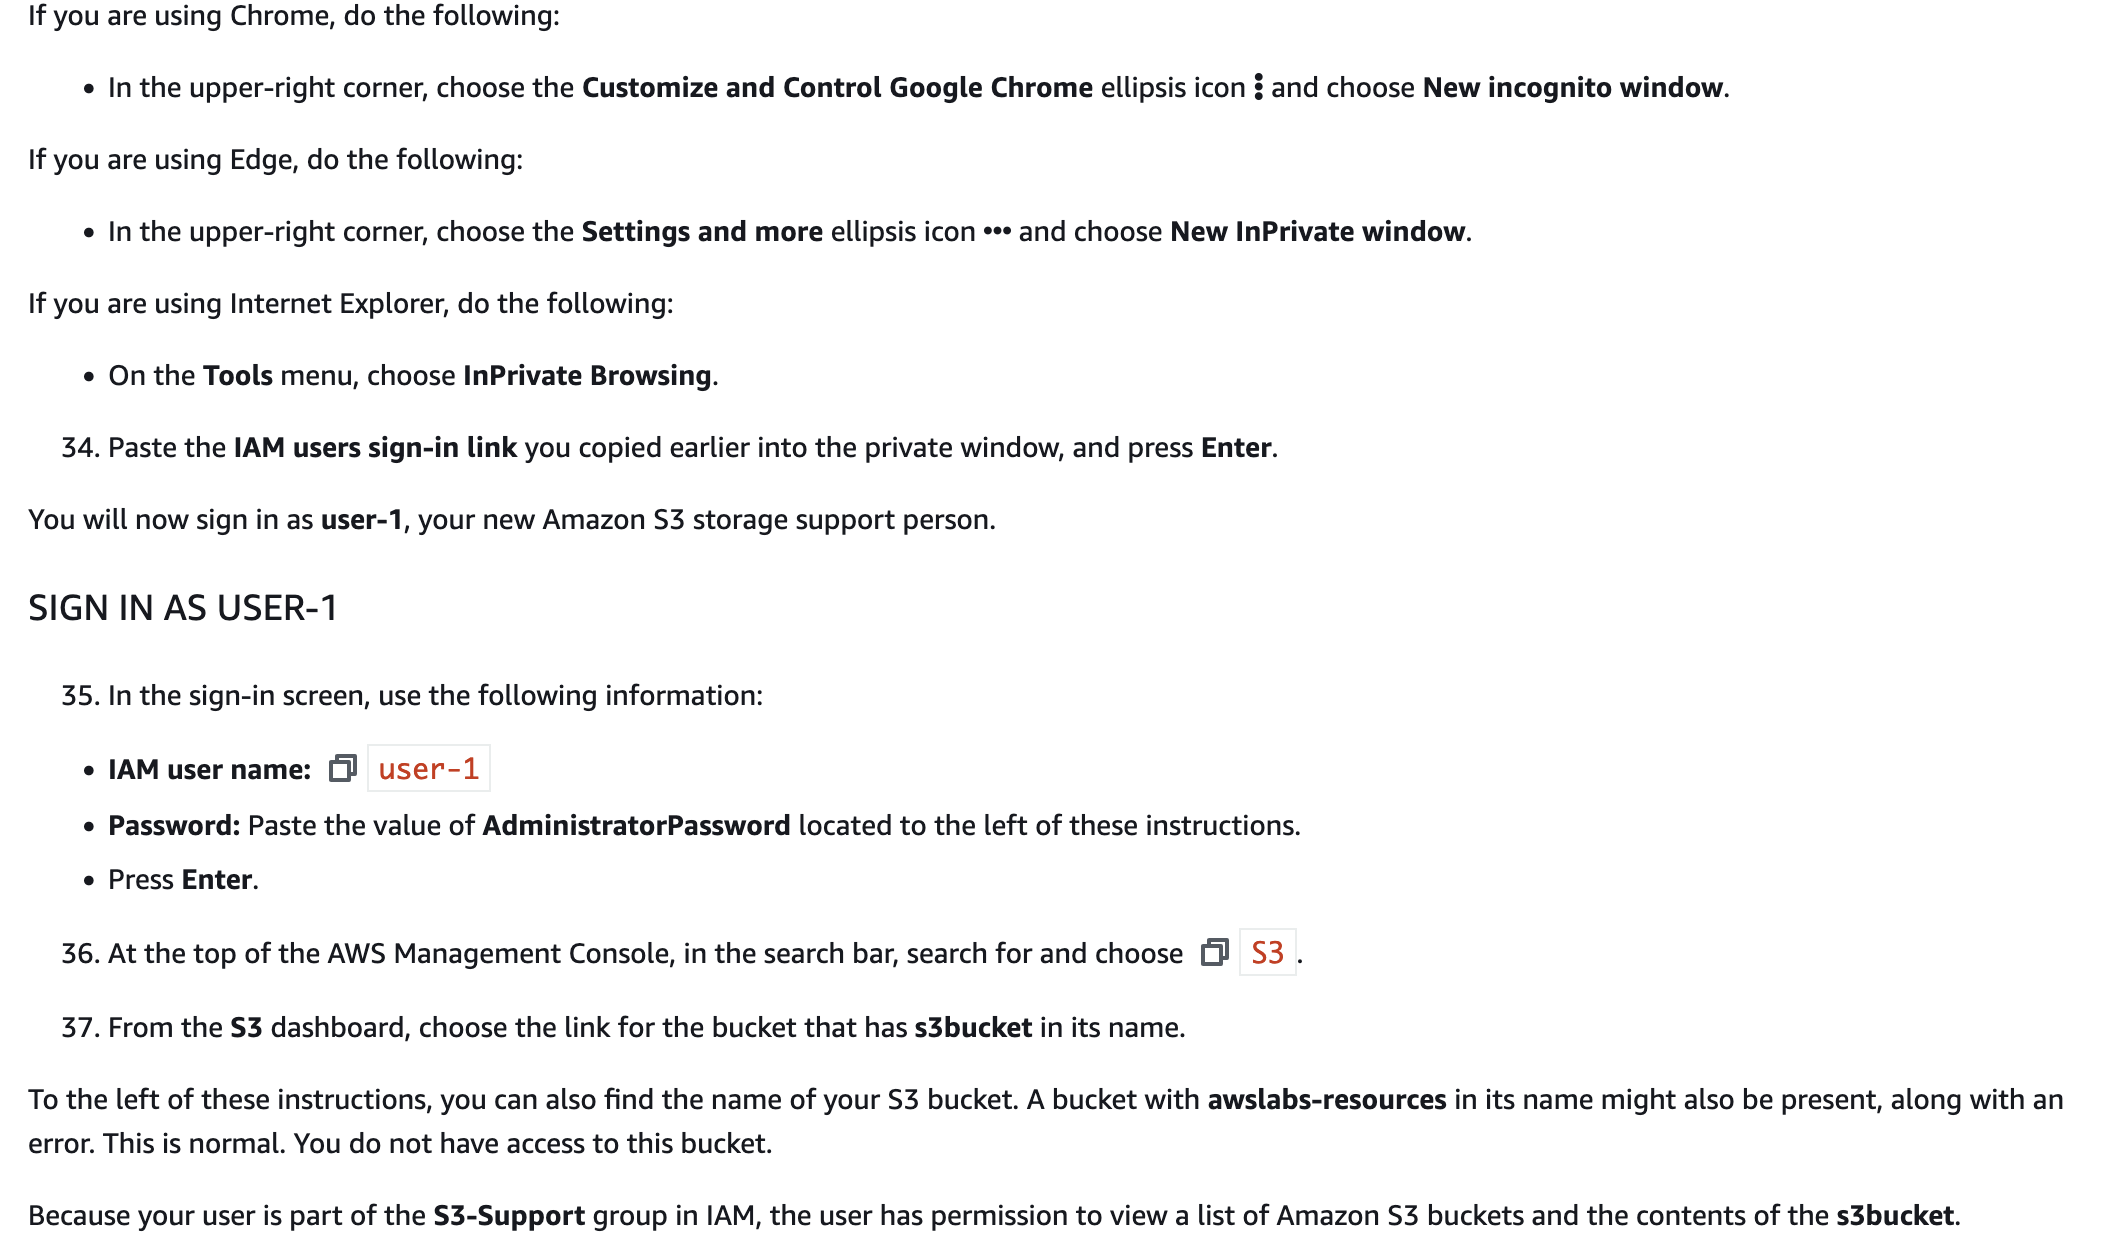 If you are using Chrome, do the following:
• In the upper-right corner, choose the Customize and Control Google Chrome ellipsis icon and choose New incognito window.
If you are using Edge, do the following:
• In the upper-right corner, choose the Settings and more ellipsis icon ••• and choose New InPrivate window.
If you are using Internet Explorer, do the following:
• On the Tools menu, choose InPrivate Browsing.
34. Paste the IAM users sign-in link you copied earlier into the private window, and press Enter.
You will now sign in as user-1, your new Amazon S3 storage support person.
SIGN IN AS USER-1
35. In the sign-in screen, use the following information:
• IAM user name: user-1
• Password: Paste the value of AdministratorPassword located to the left of these instructions.
• Press Enter.
36. At the top of the AWS Management Console, in the search bar, search for and choose S3.
37. From the S3 dashboard, choose the link for the bucket that has s3bucket in its name.
To the left of these instructions, you can also find the name of your S3 bucket. A bucket with awslabs-resources in its name might also be present, along with an
error. This is normal. You do not have access to this bucket.
Because your user is part of the S3-Support group in IAM, the user has permission to view a list of Amazon S3 buckets and the contents of the s3bucket.